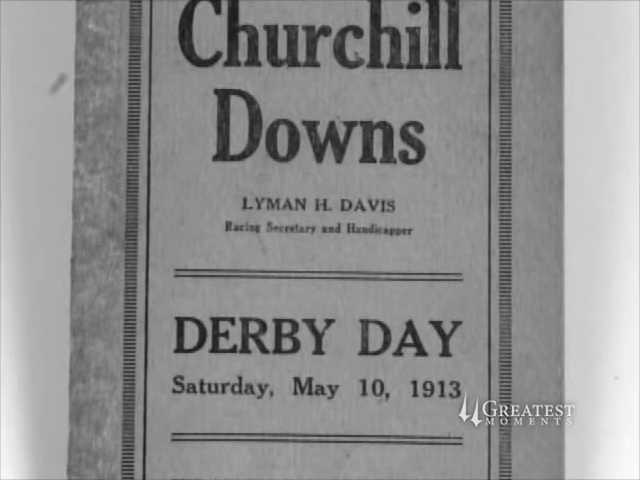 Churchill
Downs
LYMAN H. DAVIS
Racing Secretary and Handicapper
DERBY DAY
Saturday, May 10, 1913
GREATEST
MOMENTS